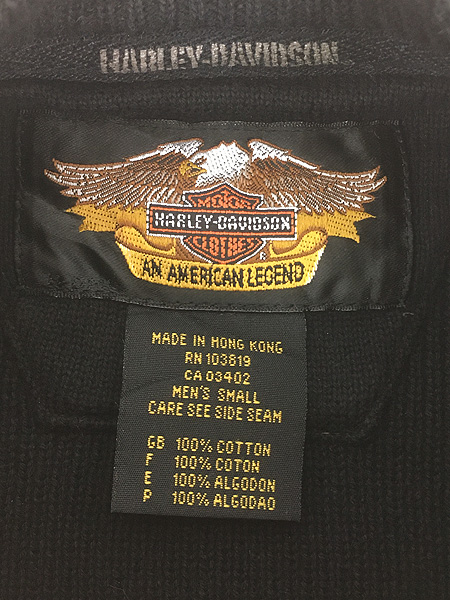 HARLEY-DAVIDSON
MOTOR
HARLEY-DAVIDSON
CLOTHES
®
AN AMERICAN LEGEND
MADE IN HONG KONG
RN 103819
CA 03402
MEN'S SMALL
CARE SEE SIDE SEAM
GB 100% COTTON
F 100% COTON
E 100% ALGODON
P 100% ALGODAO